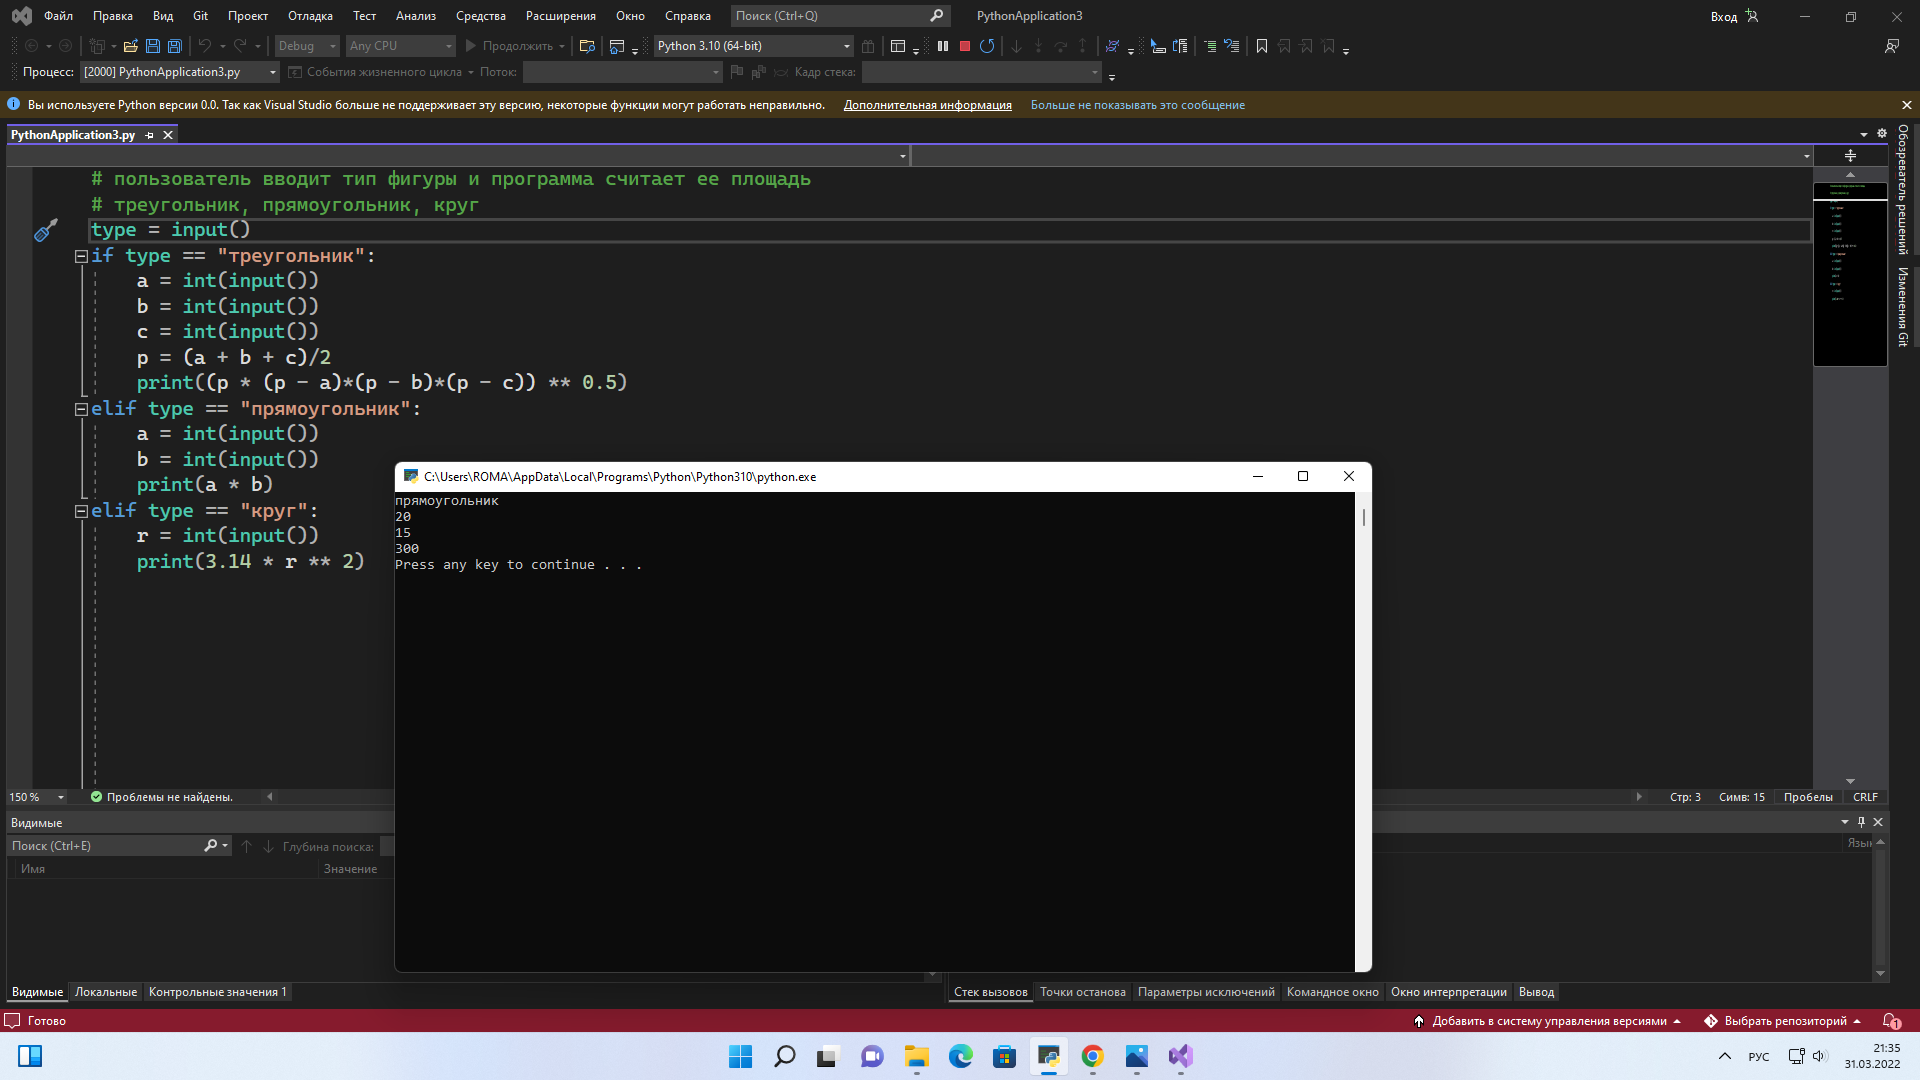 Файл Правка Вид Git Проект Отладка Тест Анализ Средства Расширения Окно Справка Поиск (Ctrl+Q) PythonApplication3 Вход
Debug Any CPU Продолжить Python 3.10 (64-bit)
Процесс: [2000] PythonApplication3.py События жизненного цикла Поток: Кадр стека:
Вы используете Python версии 0.0. Так как Visual Studio больше не поддерживает эту версию, некоторые функции могут работать неправильно. Дополнительная информация Больше не показывать это сообщение
PythonApplication3.py
# пользователь вводит тип фигуры и программа считает ее площадь
# треугольник, прямоугольник, круг
type = input()
if type == "треугольник":
a = int(input())
b = int(input())
c = int(input())
p = (a + b + c)/2
print((p * (p - a)*(p - b)*(p - c)) ** 0.5)
elif type == "прямоугольник":
a = int(input())
b = int(input())
print(a * b)
elif type == "круг":
r = int(input())
print(3.14 * r ** 2)
Обозреватель решений
Изменения Git
C:\Users\ROMA\AppData\Local\Programs\Python\Python310\python.exe
прямоугольник
20
15
300
Press any key to continue . . .
150 % Проблемы не найдены. Стр: 3 Симв: 15 Пробелы CRLF
Видимые
Поиск (Ctrl+E) Глубина поиска:
Имя Значение
Язык
Видимые Локальные Контрольные значения 1
Стек вызовов Точки останова Параметры исключений Командное окно Окно интерпретации Вывод
Готово Добавить в систему управления версиями Выбрать репозиторий 1
РУС 21:35
31.03.2022